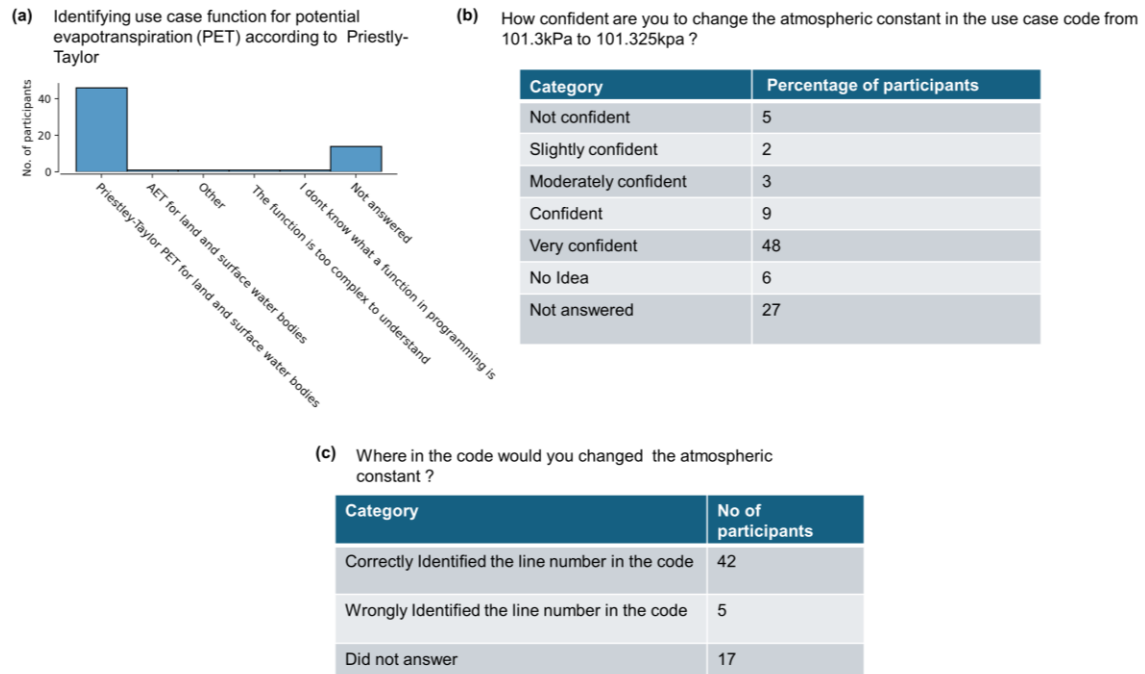 (a) Identifying use case function for potential
evapotranspiration (PET) according to Priestly-
Taylor
No. of participants
40
20
0
Priestley-Taylor PET for land and surface water bodies
AET for land and surface water bodies
Other
The function is too complex to understand
I dont know what a function in programming is
Not answered
(b) How confident are you to change the atmospheric constant in the use case code from
101.3kPa to 101.325kpa ?
Category Percentage of participants
Not confident 5
Slightly confident 2
Moderately confident 3
Confident 9
Very confident 48
No Idea 6
Not answered 27
(c) Where in the code would you changed the atmospheric
constant ?
Category No of
participants
Correctly Identified the line number in the code 42
Wrongly Identified the line number in the code 5
Did not answer 17